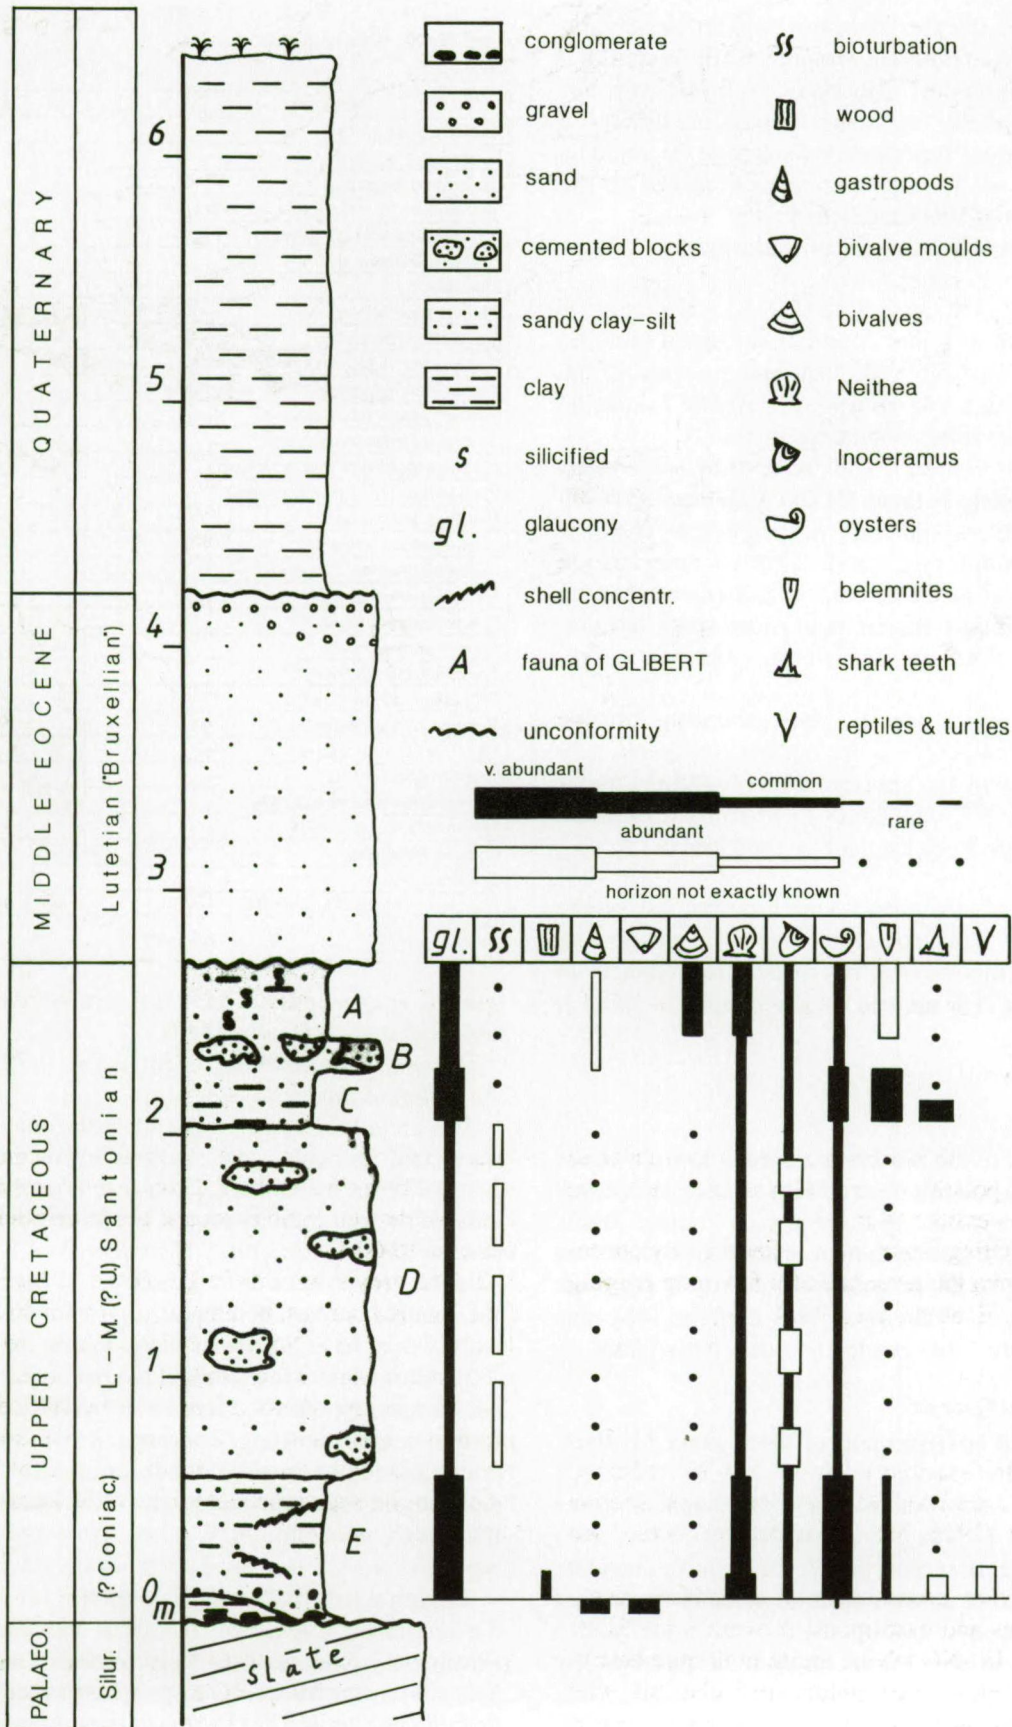 conglomerate
gravel
sand
cemented blocks
sandy clay-silt
clay
s silicified
gl. glaucony
shell concentr.
A fauna of GLIBERT
unconformity
bioturbation
wood
gastropods
bivalve moulds
bivalves
Neithea
Inoceramus
oysters
belemnites
shark teeth
reptiles & turtles
v. abundant
common
abundant
rare
horizon not exactly known
gl.
QUATERNARY
MIDDLE EOCENE
Lutetian ("Bruxellian")
UPPER CRETACEOUS
(?Coniac.) L-M(?U) Santonian
PALAEO.
Silur.
6
5
4
3
2
1
0m
s s
s
s
A
B
C
D
E
Slate